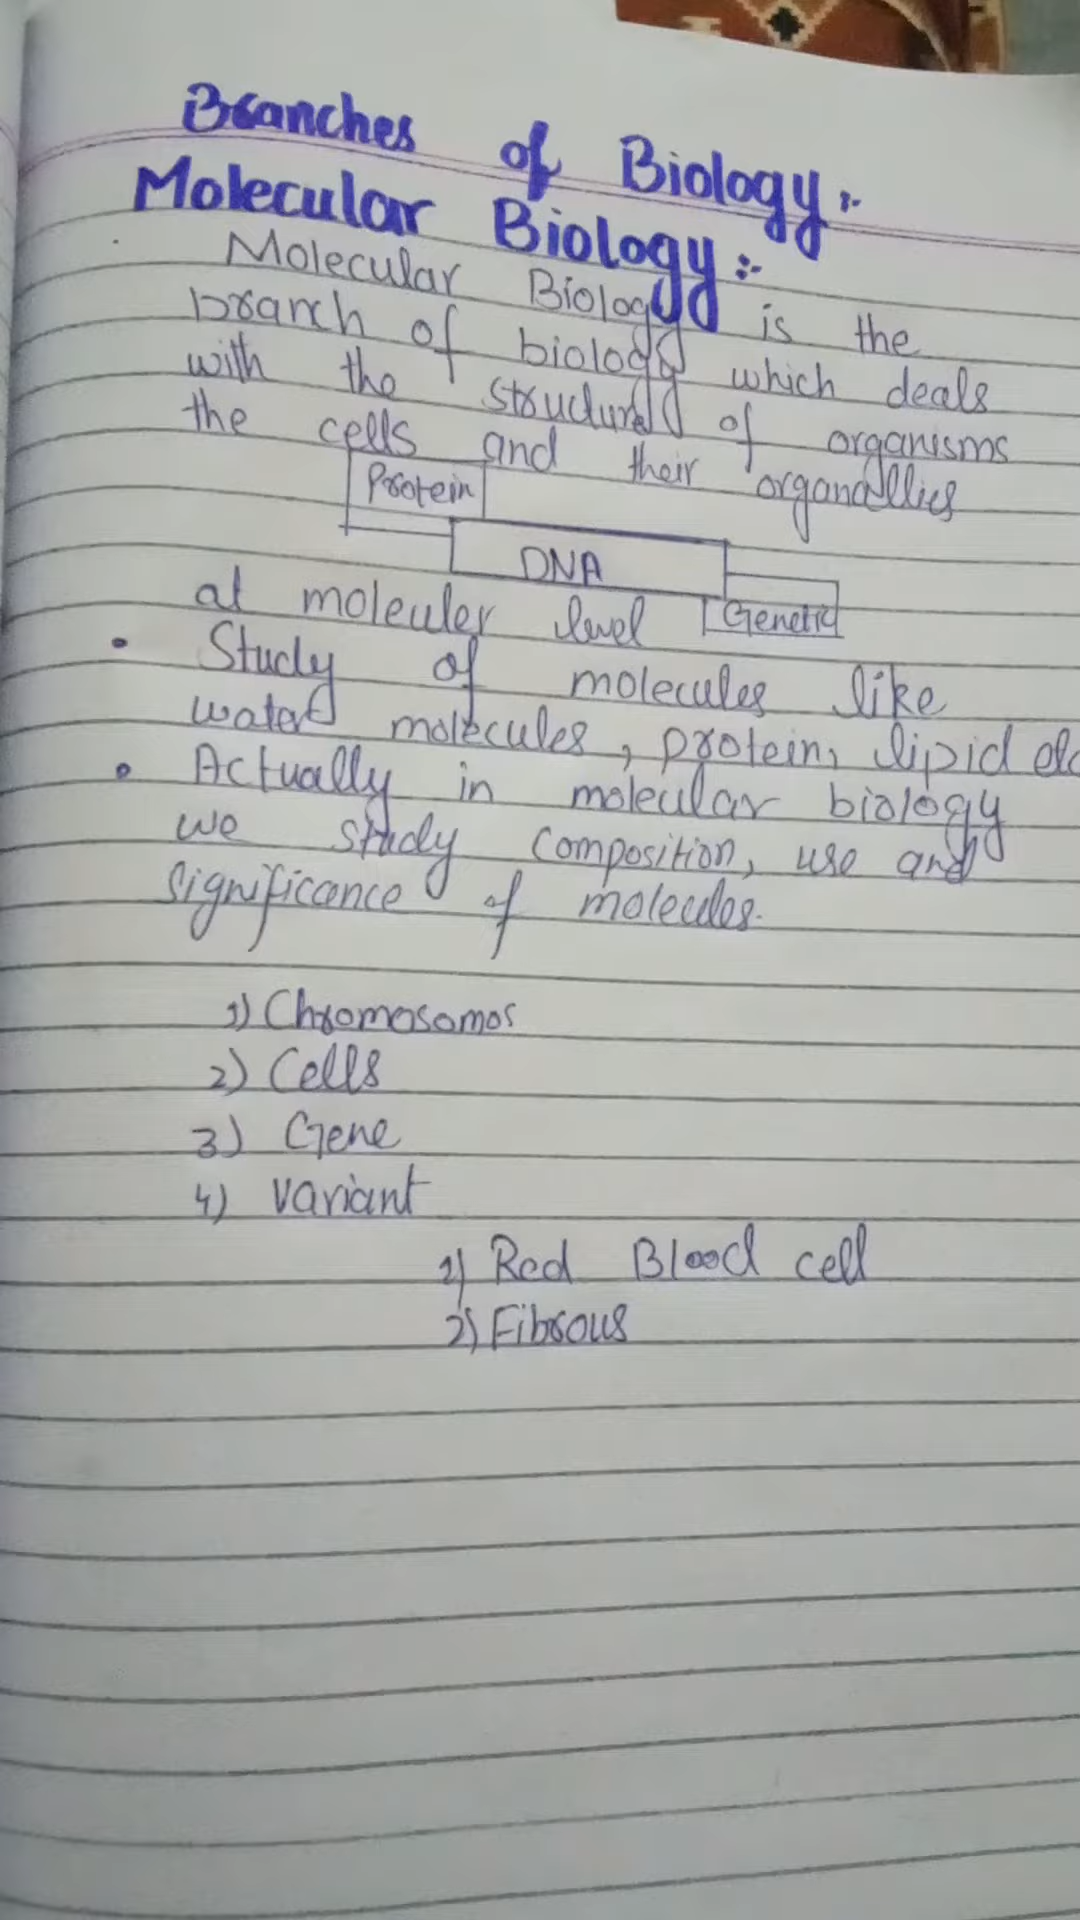 Branches of Biology:-
Molecular Biology:-
Molecular Biology is the
branch of biology which deals
with the structure of organisms
the cells and their organallies
Protein
DNA
Genetic
at moleculer level
• Study of molecules like
water molecules, protein, lipid etc
• Actually in moleculars biology
we study composition, use and
significance of molecules.
1) Chromosomos
2) Cells
3) Gene
4) Variant
1) Red Blood cell
2) Fibrous